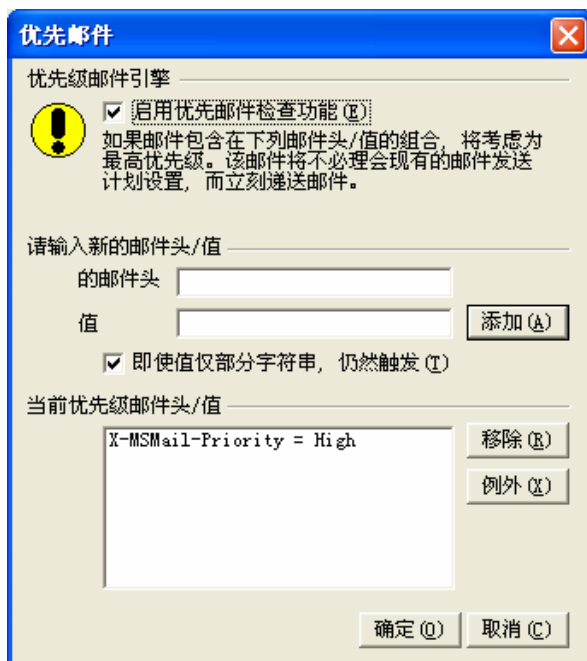 优先邮件
优先级邮件引擎
启用优先邮件检查功能(E)
如果邮件包含在下列邮件头/值的组合，将考虑为
最高优先级。该邮件将不必理会现有的邮件发送
计划设置，而立刻递送邮件。
请输入新的邮件头/值
的邮件头
值
添加(A)
即使值仅部分字符串，仍然触发(T)
当前优先级邮件头/值
X-MSMail-Priority = High
移除(R)
例外(X)
确定(O)
取消(C)